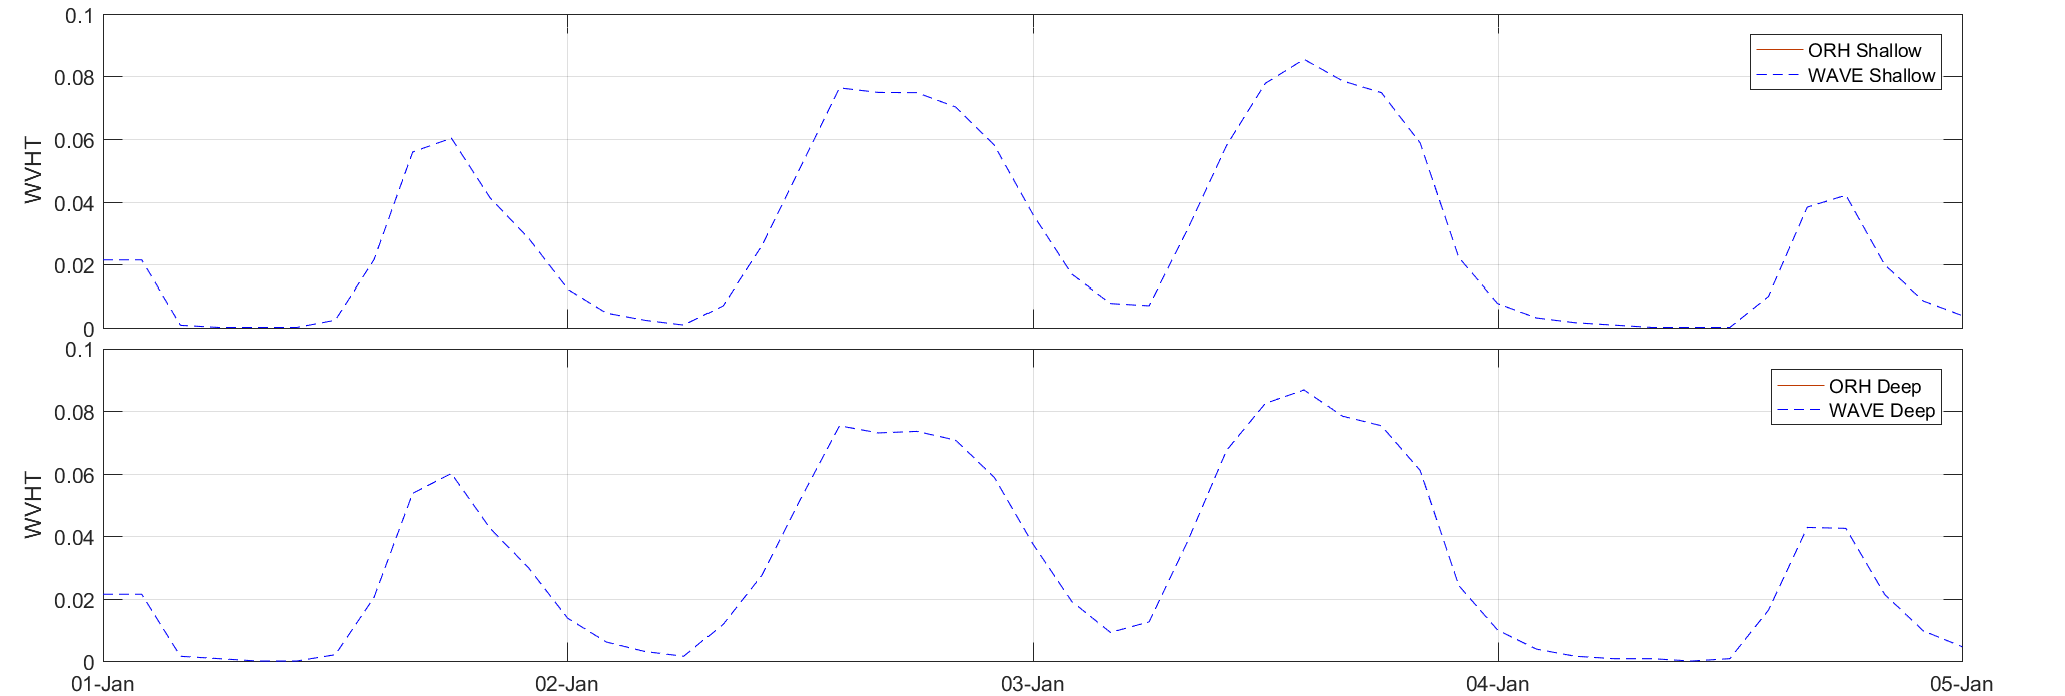 0.1
0.08
0.06
0.04
0.02
0
WVHT
ORH Shallow
WAVE Shallow
0.1
0.08
0.06
0.04
0.02
0
WVHT
ORH Deep
WAVE Deep
01-Jan 02-Jan 03-Jan 04-Jan 05-Jan